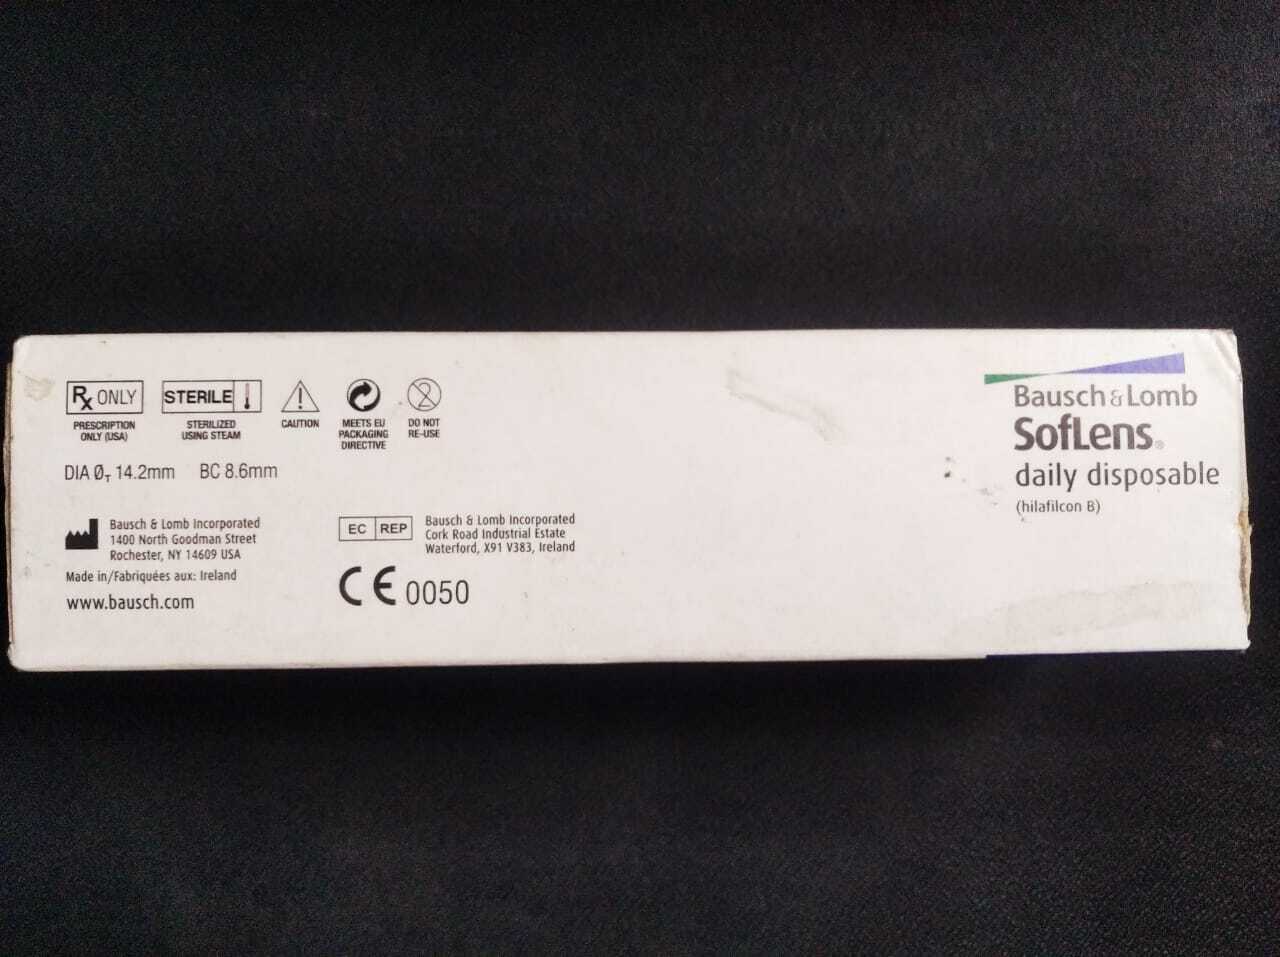 Rx ONLY
PRESCRIPTION
ONLY (USA)
STERILE
STERILIZED
USING STEAM
CAUTION
MEETS EU
PACKAGING
DIRECTIVE
2
DO NOT
RE-USE
DIA Ø T 14.2mm BC 8.6mm
Bausch & Lomb Incorporated
1400 North Goodman Street
Rochester, NY 14609 USA
Made in/Fabriquées aux: Ireland
www.bausch.com
EC REP
Bausch & Lomb Incorporated
Cork Road Industrial Estate
Waterford, X91 V383, Ireland
CE 0050
Bausch & Lomb
SofLens®
daily disposable
(hilafilcon B)